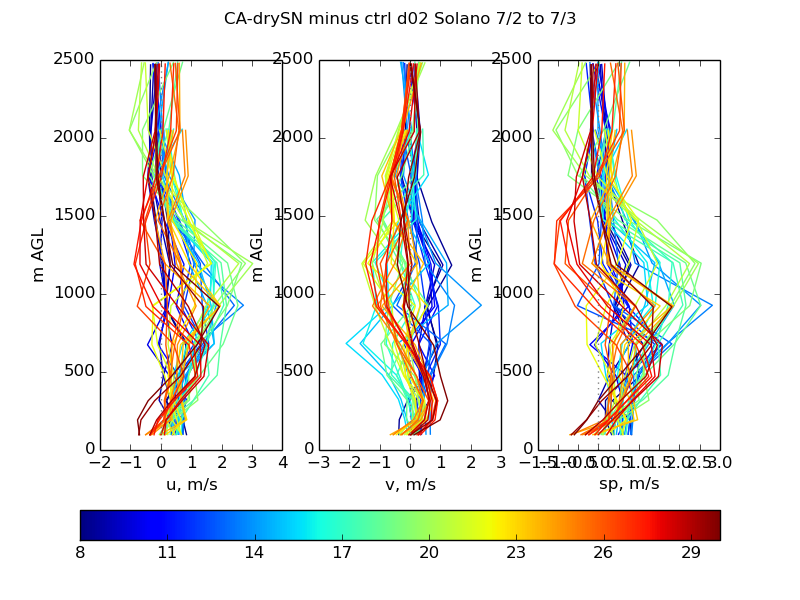 CA-drySN minus ctrl d02 Solano 7/2 to 7/3
2500 2500 2500
2000 2000 2000
1500 1500 1500
m AGL m AGL m AGL
1000 1000 1000
500 500 500
0 0 0
−2 −1 0 1 2 3 4 −3 −2 −1 0 1 2 3 −1.5 −1.0 −0.5 0.0 0.5 1.0 1.5 2.0 2.5 3.0
u, m/s v, m/s sp, m/s
8 11 14 17 20 23 26 29